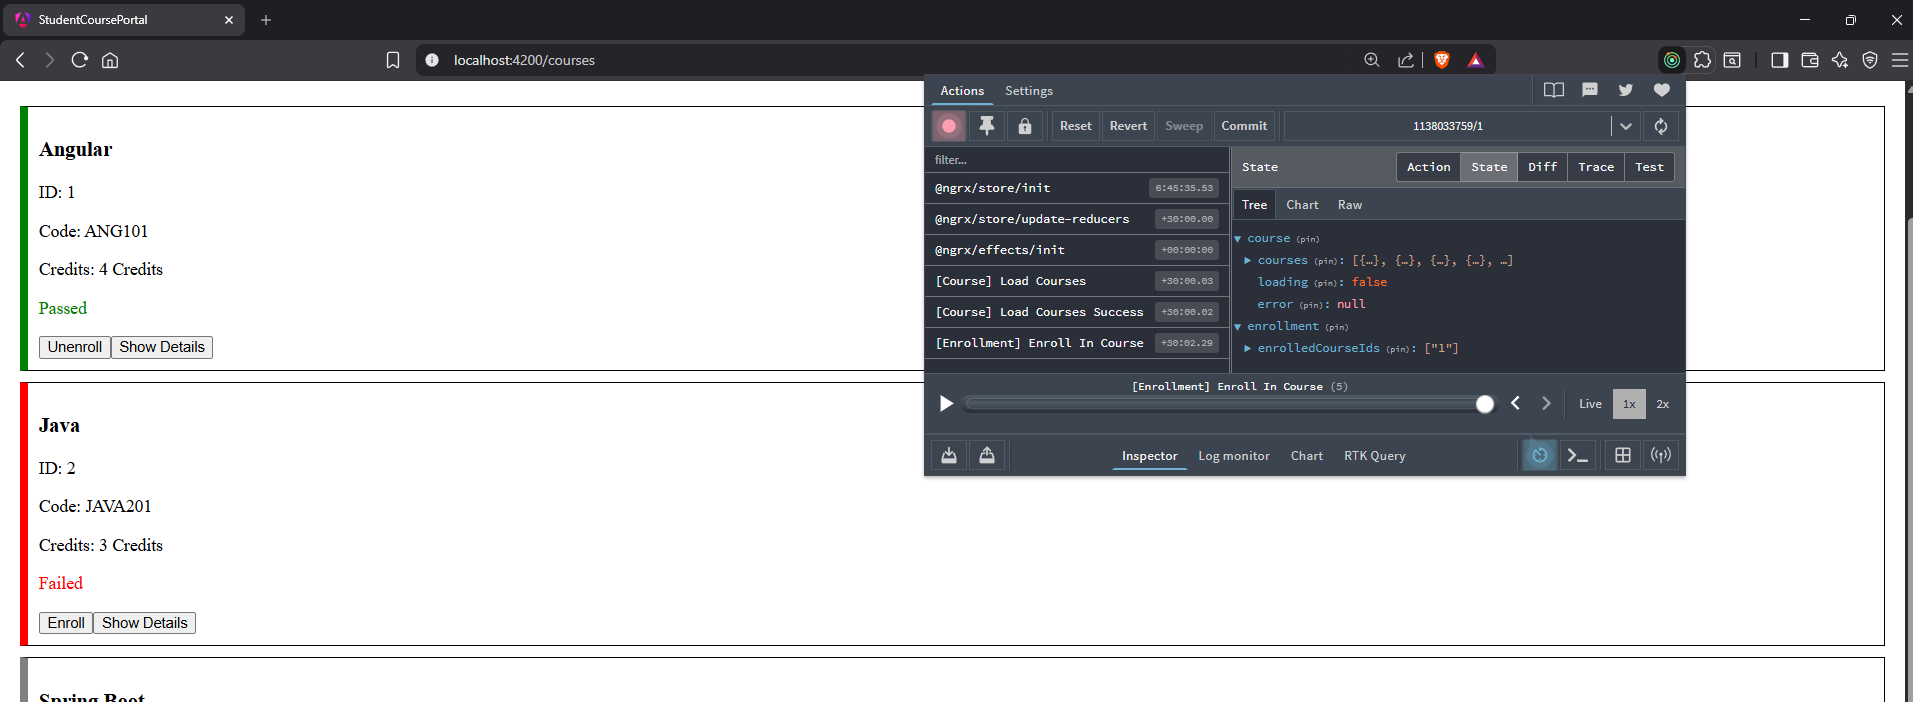 StudentCoursePortal
localhost:4200/courses
Angular
ID: 1
Code: ANG101
Credits: 4 Credits
Passed
Unenroll Show Details
Java
ID: 2
Code: JAVA201
Credits: 3 Credits
Failed
Enroll Show Details
Spring Boot
Actions Settings
Reset Revert Sweep Commit 1138033759/1
filter...
@ngrx/store/init 6:45:35.53
@ngrx/store/update-reducers +30:00.00
@ngrx/effects/init +00:00:00
[Course] Load Courses +30:00.03
[Course] Load Courses Success +30:00.02
[Enrollment] Enroll In Course +30:02.29
State Action State Diff Trace Test
Tree Chart Raw
course (pin)
courses (pin): [{…}, {…}, {…}, {…}, …]
loading (pin): false
error (pin): null
enrollment (pin)
enrolledCourseIds (pin): ["1"]
[Enrollment] Enroll In Course (5)
Live 1x 2x
Inspector Log monitor Chart RTK Query